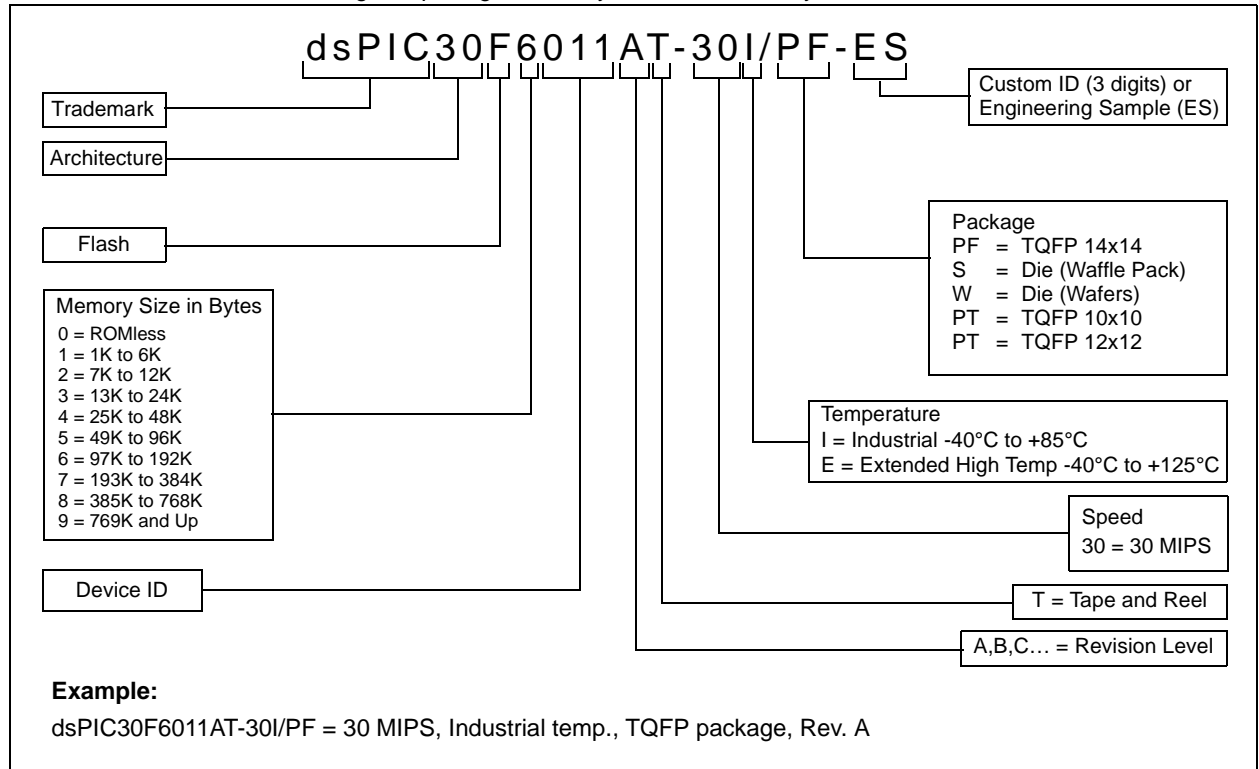 dsPIC30F6011AT-30I/PF-ES
Trademark
Architecture
Flash
Memory Size in Bytes
0 = ROMless
1 = 1K to 6K
2 = 7K to 12K
3 = 13K to 24K
4 = 25K to 48K
5 = 49K to 96K
6 = 97K to 192K
7 = 193K to 384K
8 = 385K to 768K
9 = 769K and Up
Device ID
Custom ID (3 digits) or
Engineering Sample (ES)
Package
PF = TQFP 14x14
S = Die (Waffle Pack)
W = Die (Wafers)
PT = TQFP 10x10
PT = TQFP 12x12
Temperature
I = Industrial -40°C to +85°C
E = Extended High Temp -40°C to +125°C
Speed
30 = 30 MIPS
T = Tape and Reel
A,B,C… = Revision Level
Example:
dsPIC30F6011AT-30I/PF = 30 MIPS, Industrial temp., TQFP package, Rev. A